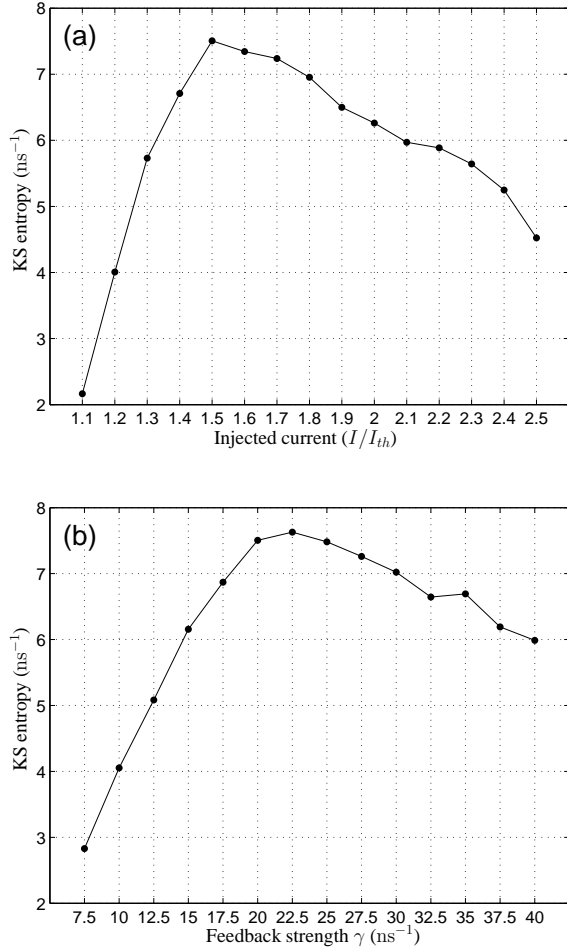 (a)
8
7
6
5
4
3
2
KS entropy (ns⁻¹)
1.1 1.2 1.3 1.4 1.5 1.6 1.7 1.8 1.9 2 2.1 2.2 2.3 2.4 2.5
Injected current (I/I_th)
(b)
8
7
6
5
4
3
2
KS entropy (ns⁻¹)
7.5 10 12.5 15 17.5 20 22.5 25 27.5 30 32.5 35 37.5 40
Feedback strength γ (ns⁻¹)